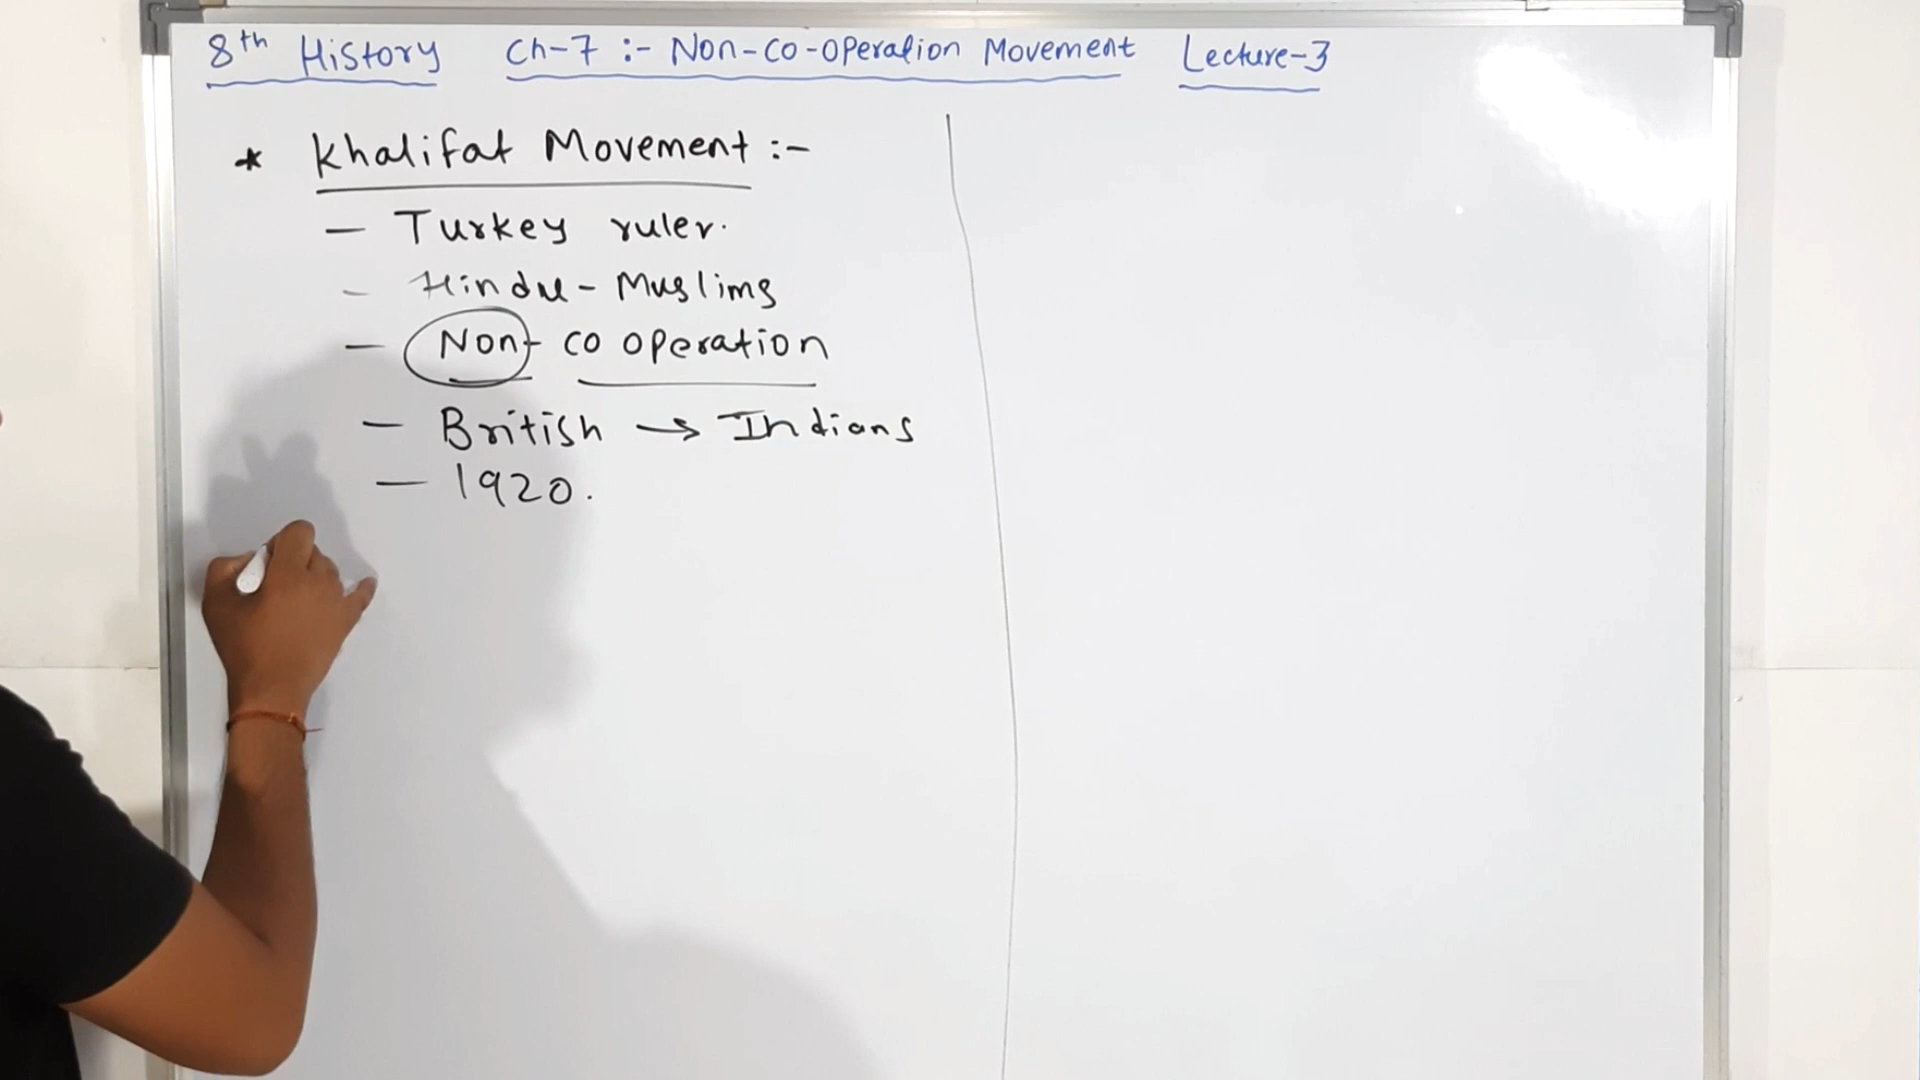 8th History Ch-7 :- Non-co-operation Movement Lecture-3
* Khalifat Movement :-
- Turkey ruler.
- Hindu - Muslims
- Non- co operation
- British → Indians
- 1920.